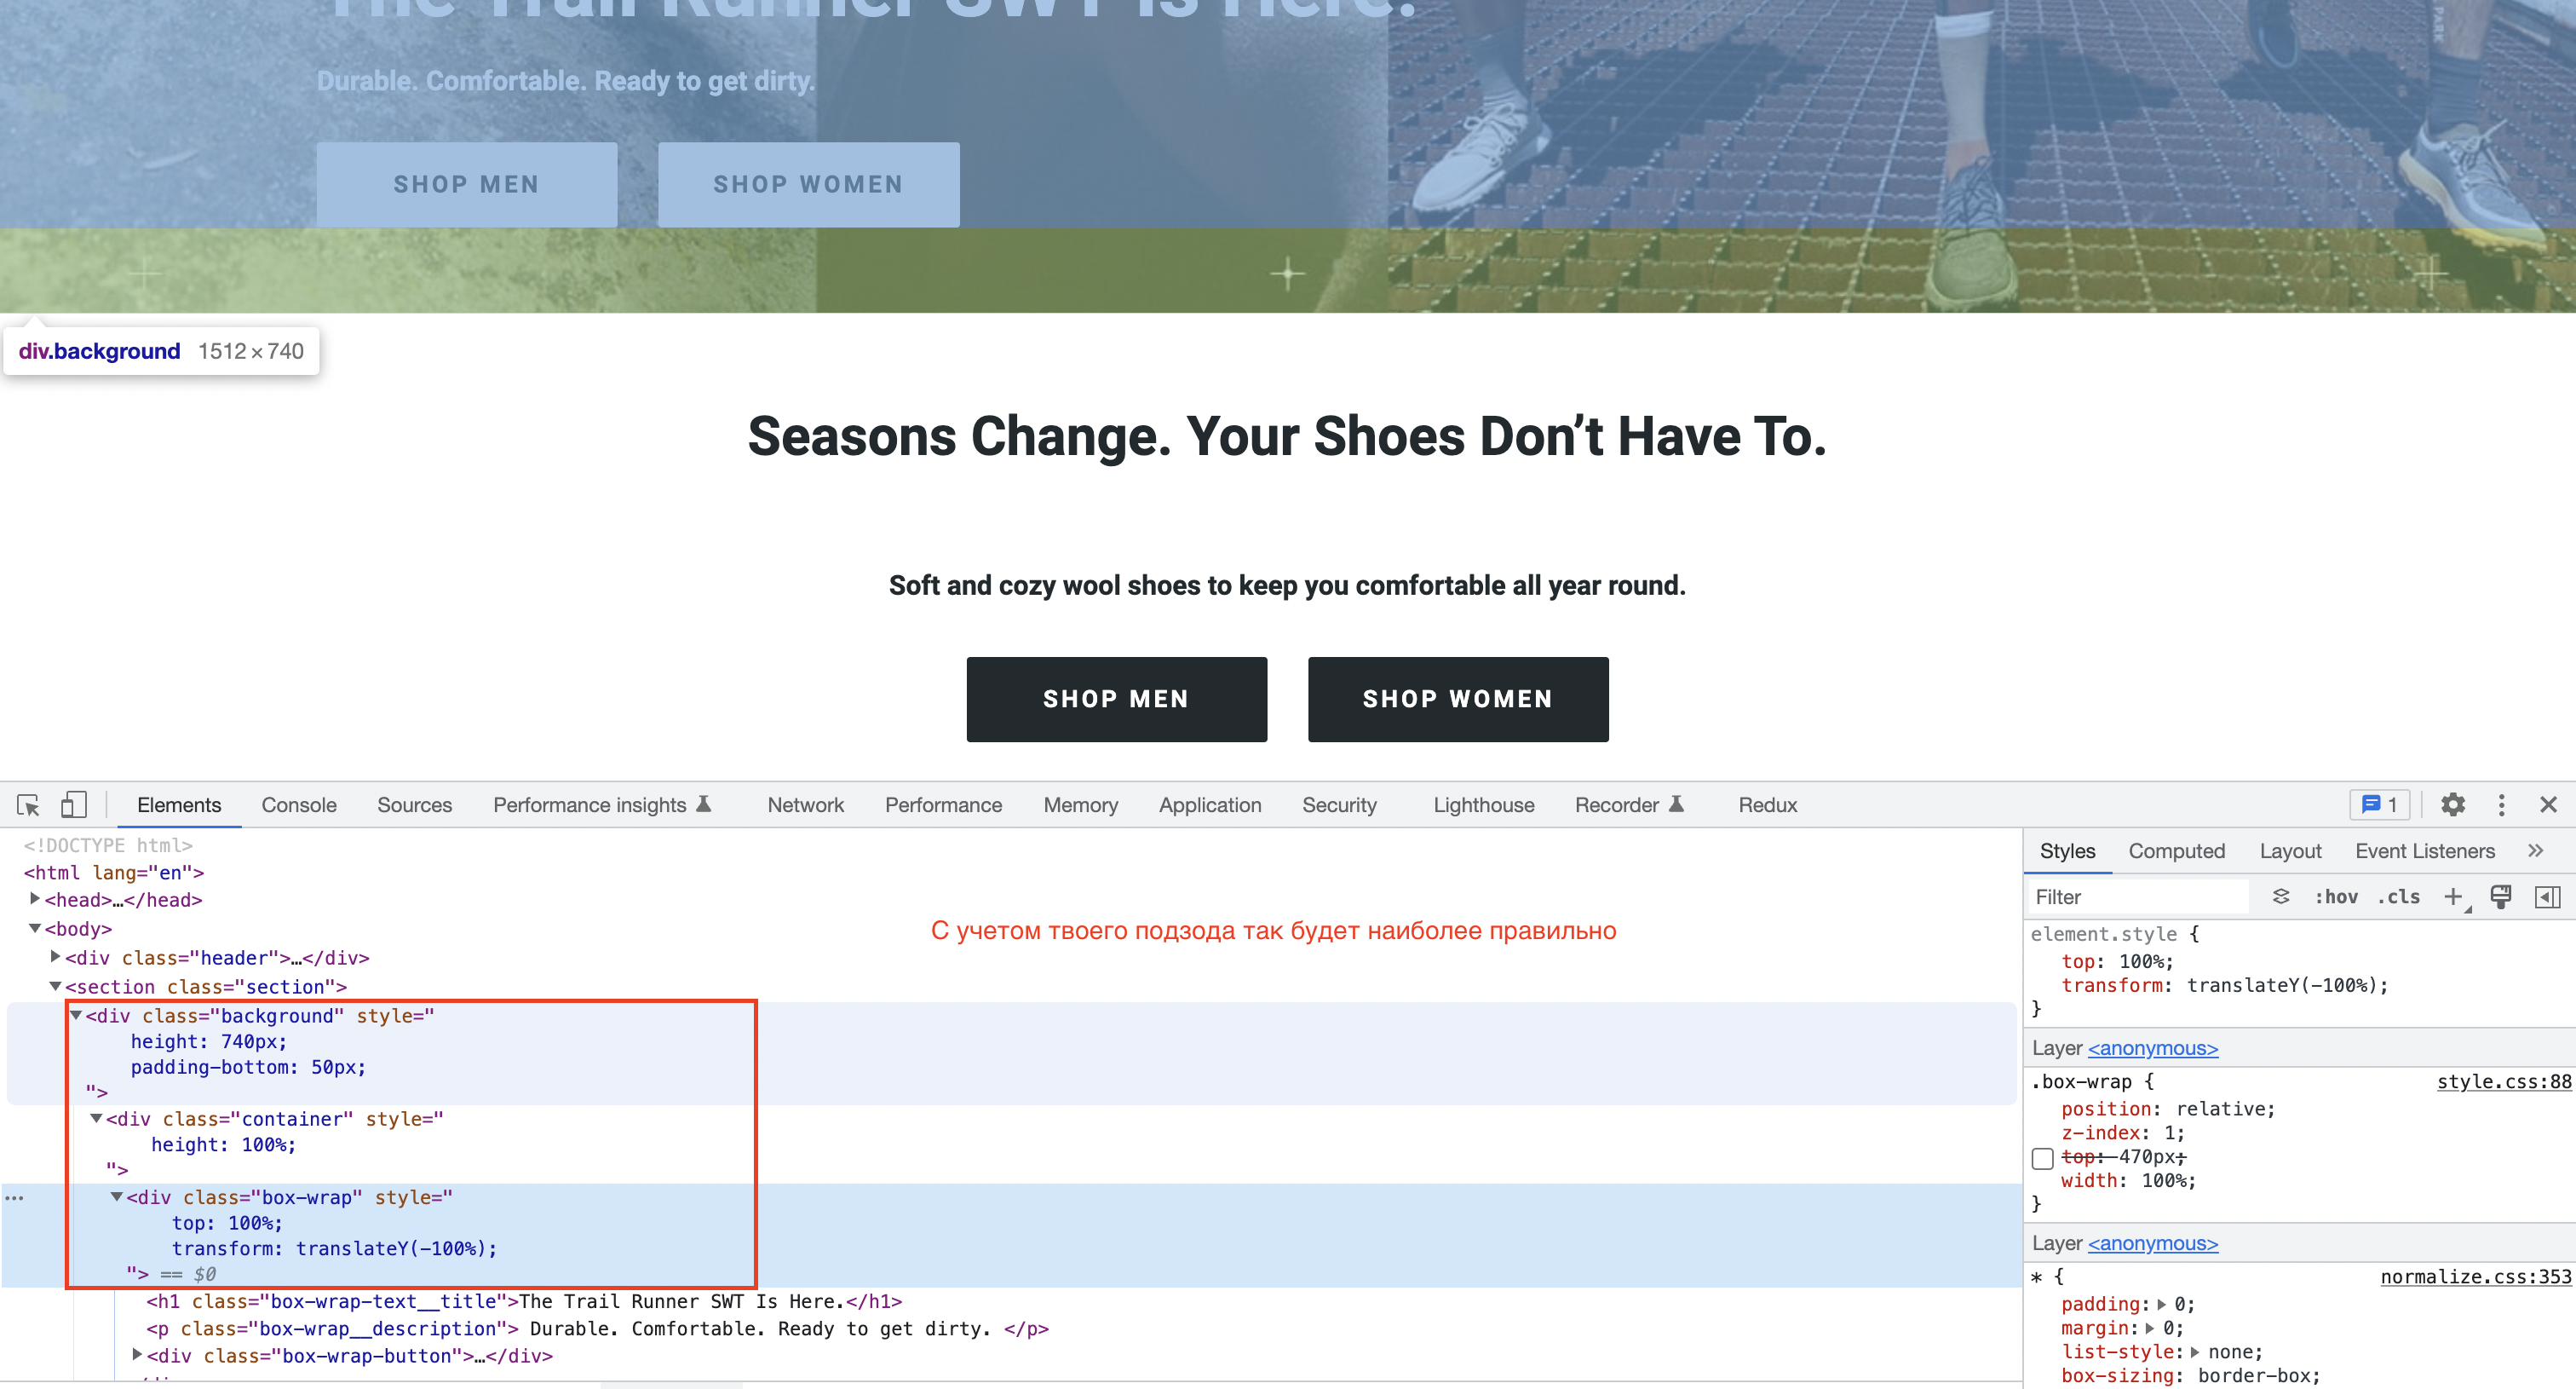 The Trail Runner SWT Is Here.
Durable. Comfortable. Ready to get dirty.
SHOP MEN SHOP WOMEN
div.background 1512 × 740
Seasons Change. Your Shoes Don’t Have To.
Soft and cozy wool shoes to keep you comfortable all year round.
SHOP MEN SHOP WOMEN
Elements Console Sources Performance insights Network Performance Memory Application Security Lighthouse Recorder Redux 1
<!DOCTYPE html>
<html lang="en">
<head>…</head>
<body>
<div class="header">…</div>
<section class="section">
<div class="background" style="
height: 740px;
padding-bottom: 50px;
">
<div class="container" style="
height: 100%;
">
<div class="box-wrap" style="
top: 100%;
transform: translateY(-100%);
"> == $0
<h1 class="box-wrap-text__title">The Trail Runner SWT Is Here.</h1>
<p class="box-wrap__description"> Durable. Comfortable. Ready to get dirty. </p>
<div class="box-wrap-button">…</div>
С учетом твоего подзода так будет наиболее правильно
Styles Computed Layout Event Listeners »
Filter :hov .cls
element.style {
top: 100%;
transform: translateY(-100%);
}
Layer <anonymous>
.box-wrap { style.css:88
position: relative;
z-index: 1;
top: 470px;
width: 100%;
}
Layer <anonymous>
* { normalize.css:353
padding: 0;
margin: 0;
list-style: none;
box-sizing: border-box;